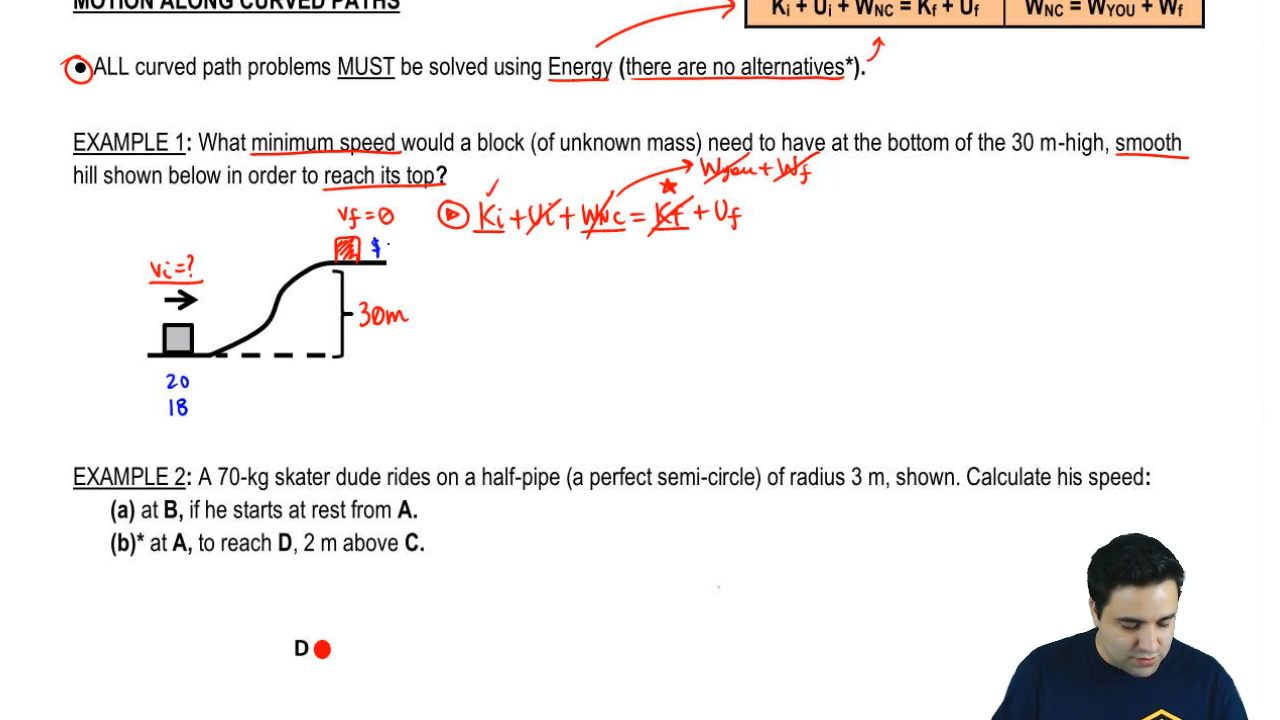 MOTION ALONG CURVED PATHS
Ki + Ui + WNC = Kf + Uf
WNC = WYOU + Wf
● ALL curved path problems MUST be solved using Energy (there are no alternatives*).
EXAMPLE 1: What minimum speed would a block (of unknown mass) need to have at the bottom of the 30 m-high, smooth
hill shown below in order to reach its top?
Wyou + Wf
Ki + Ui + WNC = Kf + Uf
vf = 0
vi = ?
30m
20
18
EXAMPLE 2: A 70-kg skater dude rides on a half-pipe (a perfect semi-circle) of radius 3 m, shown. Calculate his speed:
(a) at B, if he starts at rest from A.
(b)* at A, to reach D, 2 m above C.
D